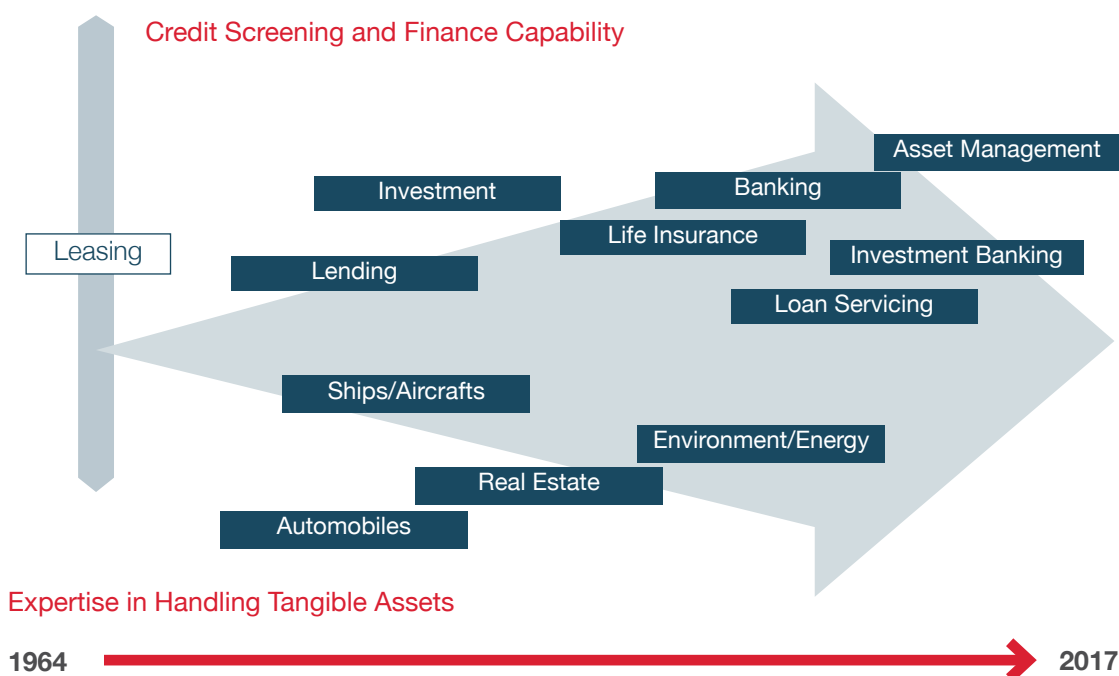 Credit Screening and Finance Capability
Asset Management
Investment
Banking
Life Insurance
Leasing
Investment Banking
Lending
Loan Servicing
Ships/Aircrafts
Environment/Energy
Real Estate
Automobiles
Expertise in Handling Tangible Assets
1964
2017